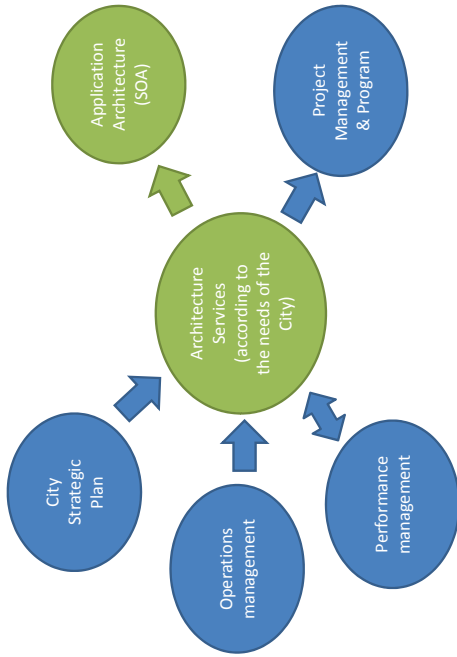 City
Strategic
Plan
Operations
management
Performance
management
Architecture
Services
(according to
the needs of the
City)
Application
Architecture
(SOA)
Project
Management
& Program